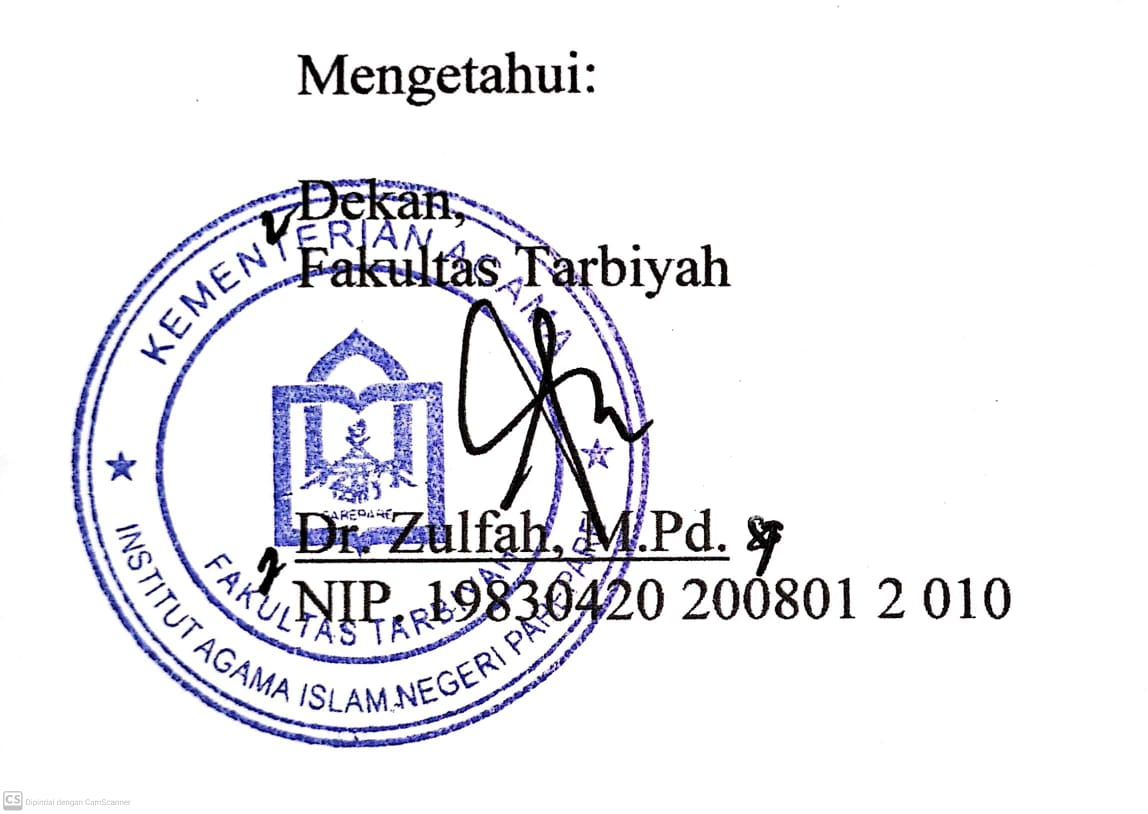 Mengetahui:
Dekan,
Fakultas Tarbiyah
KEMENTERIAN AGAMA
PAREPARE
Dr. Zulfah, M.Pd.
NIP. 19830420 200801 2 010
FAKULTAS TARBIYAH
INSTITUT AGAMA ISLAM NEGERI PAREPARE
CS Dipindai dengan CamScanner